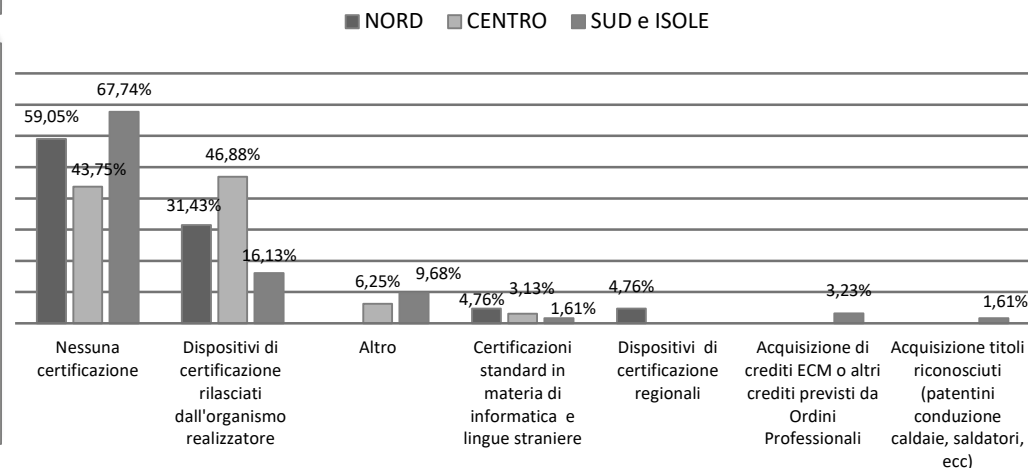 NORD CENTRO SUD e ISOLE
67,74%
59,05%
46,88%
43,75%
31,43%
16,13%
9,68%
6,25%
4,76%
3,13%
1,61%
4,76%
3,23%
1,61%
Nessuna
certificazione
Dispositivi di
certificazione
rilasciati
dall'organismo
realizzatore
Altro
Certificazioni
standard in
materia di
informatica e
lingue straniere
Dispositivi di
certificazione
regionali
Acquisizione di
crediti ECM o altri
crediti previsti da
Ordini
Professionali
Acquisizione titoli
riconosciuti
(patentini
conduzione
caldaie, saldatori,
ecc)